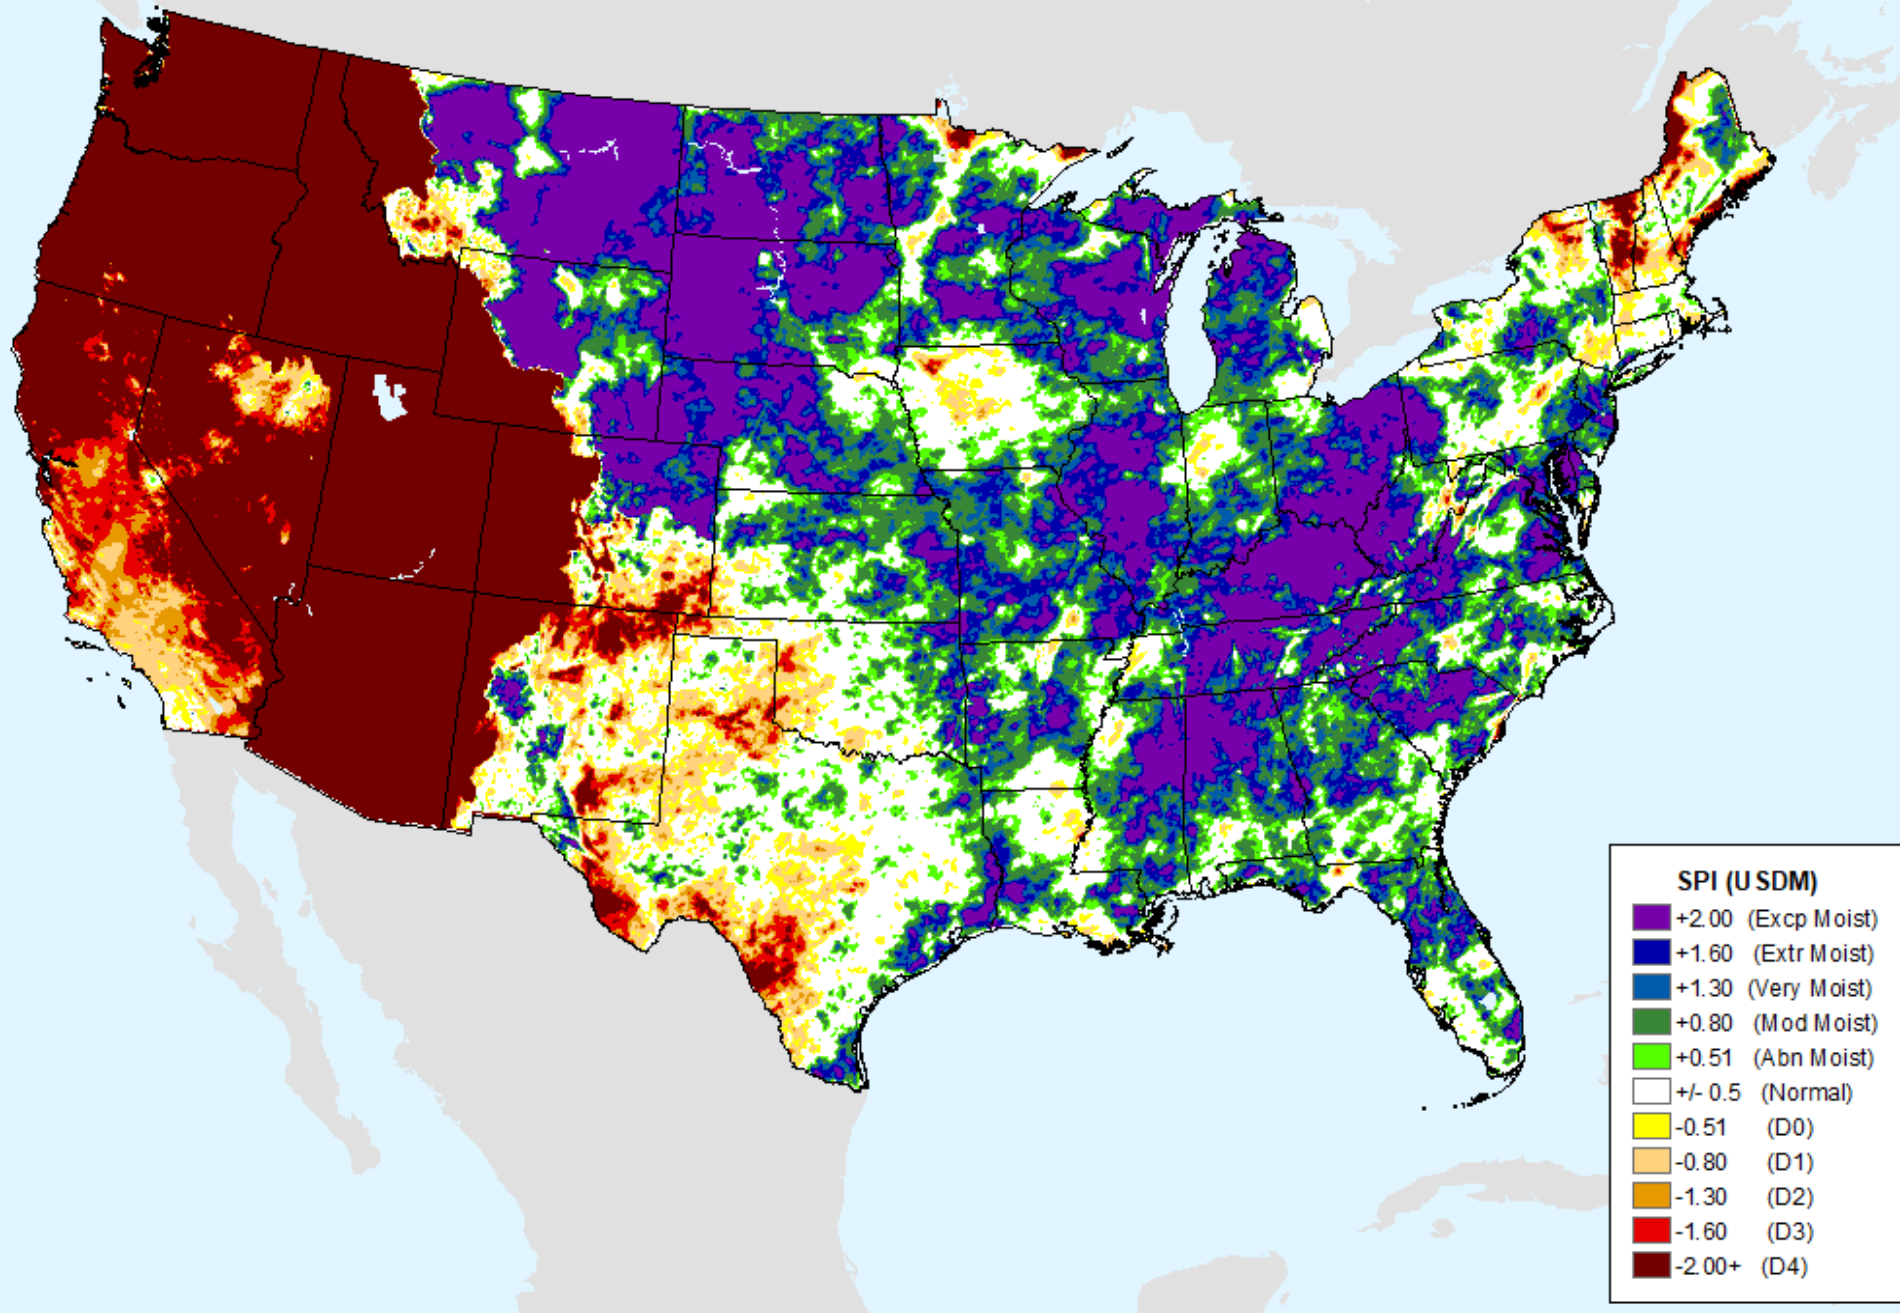 SPI (USDM)
+2.00 (Excp Moist)
+1.60 (Extr Moist)
+1.30 (Very Moist)
+0.80 (Mod Moist)
+0.51 (Abn Moist)
+/- 0.5 (Normal)
-0.51 (D0)
-0.80 (D1)
-1.30 (D2)
-1.60 (D3)
-2.00+ (D4)